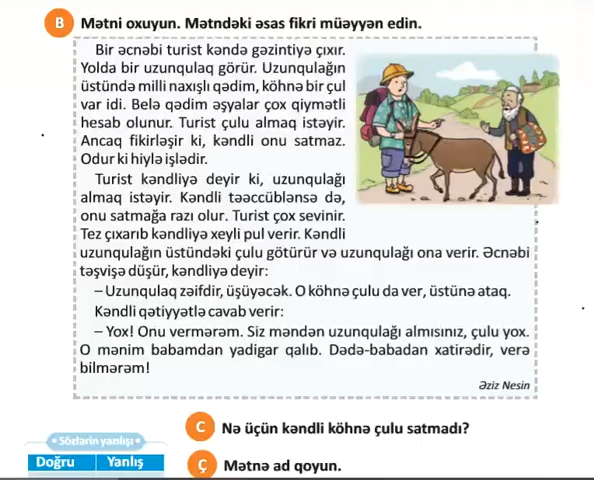 B Mətni oxuyun. Mətndəki əsas fikri müəyyən edin.
Bir əcnəbi turist kəndə gəzintiyə çıxır.
Yolda bir uzunqulaq görür. Uzunqulağın
üstündə milli naxışlı qədim, köhnə bir çul
var idi. Belə qədim əşyalar çox qiymətli
hesab olunur. Turist çulu almaq istəyir.
Ancaq fikirləşir ki, kəndli onu satmaz.
Odur ki hiylə işlədir.
Turist kəndliyə deyir ki, uzunqulağı
almaq istəyir. Kəndli təəccüblənsə də,
onu satmağa razı olur. Turist çox sevinir.
Tez çıxarıb kəndliyə xeyli pul verir. Kəndli
uzunqulağın üstündəki çulu götürür və uzunqulağı ona verir. Əcnəbi
təşvişə düşür, kəndliyə deyir:
– Uzunqulaq zəifdir, üşüyəcək. O köhnə çulu da ver, üstünə ataq.
Kəndli qətiyyətlə cavab verir:
– Yox! Onu vermərəm. Siz məndən uzunqulağı almısınız, çulu yox.
O mənim babamdan yadigar qalıb. Dədə-babadan xatirədir, verə
bilmərəm!
Əziz Nesin
C Nə üçün kəndli köhnə çulu satmadı?
• Sözlərin yazılışı •
Doğru Yanlış
Ç Mətnə ad qoyun.